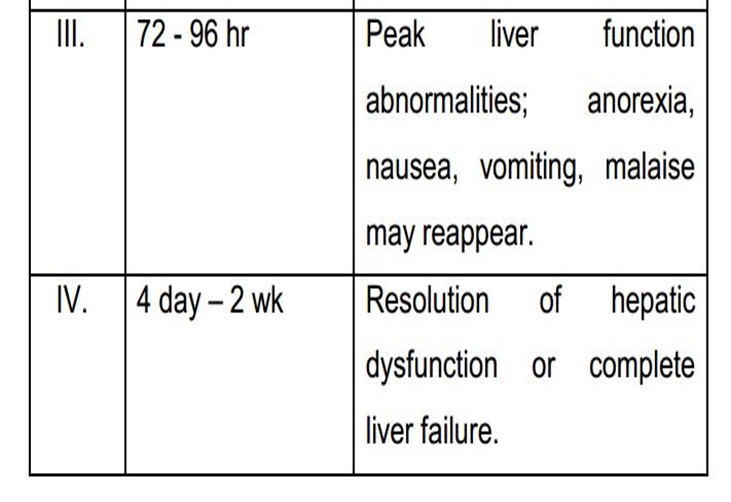 III. 72 - 96 hr Peak liver function
abnormalities; anorexia,
nausea, vomiting, malaise
may reappear.
IV. 4 day – 2 wk Resolution of hepatic
dysfunction or complete
liver failure.